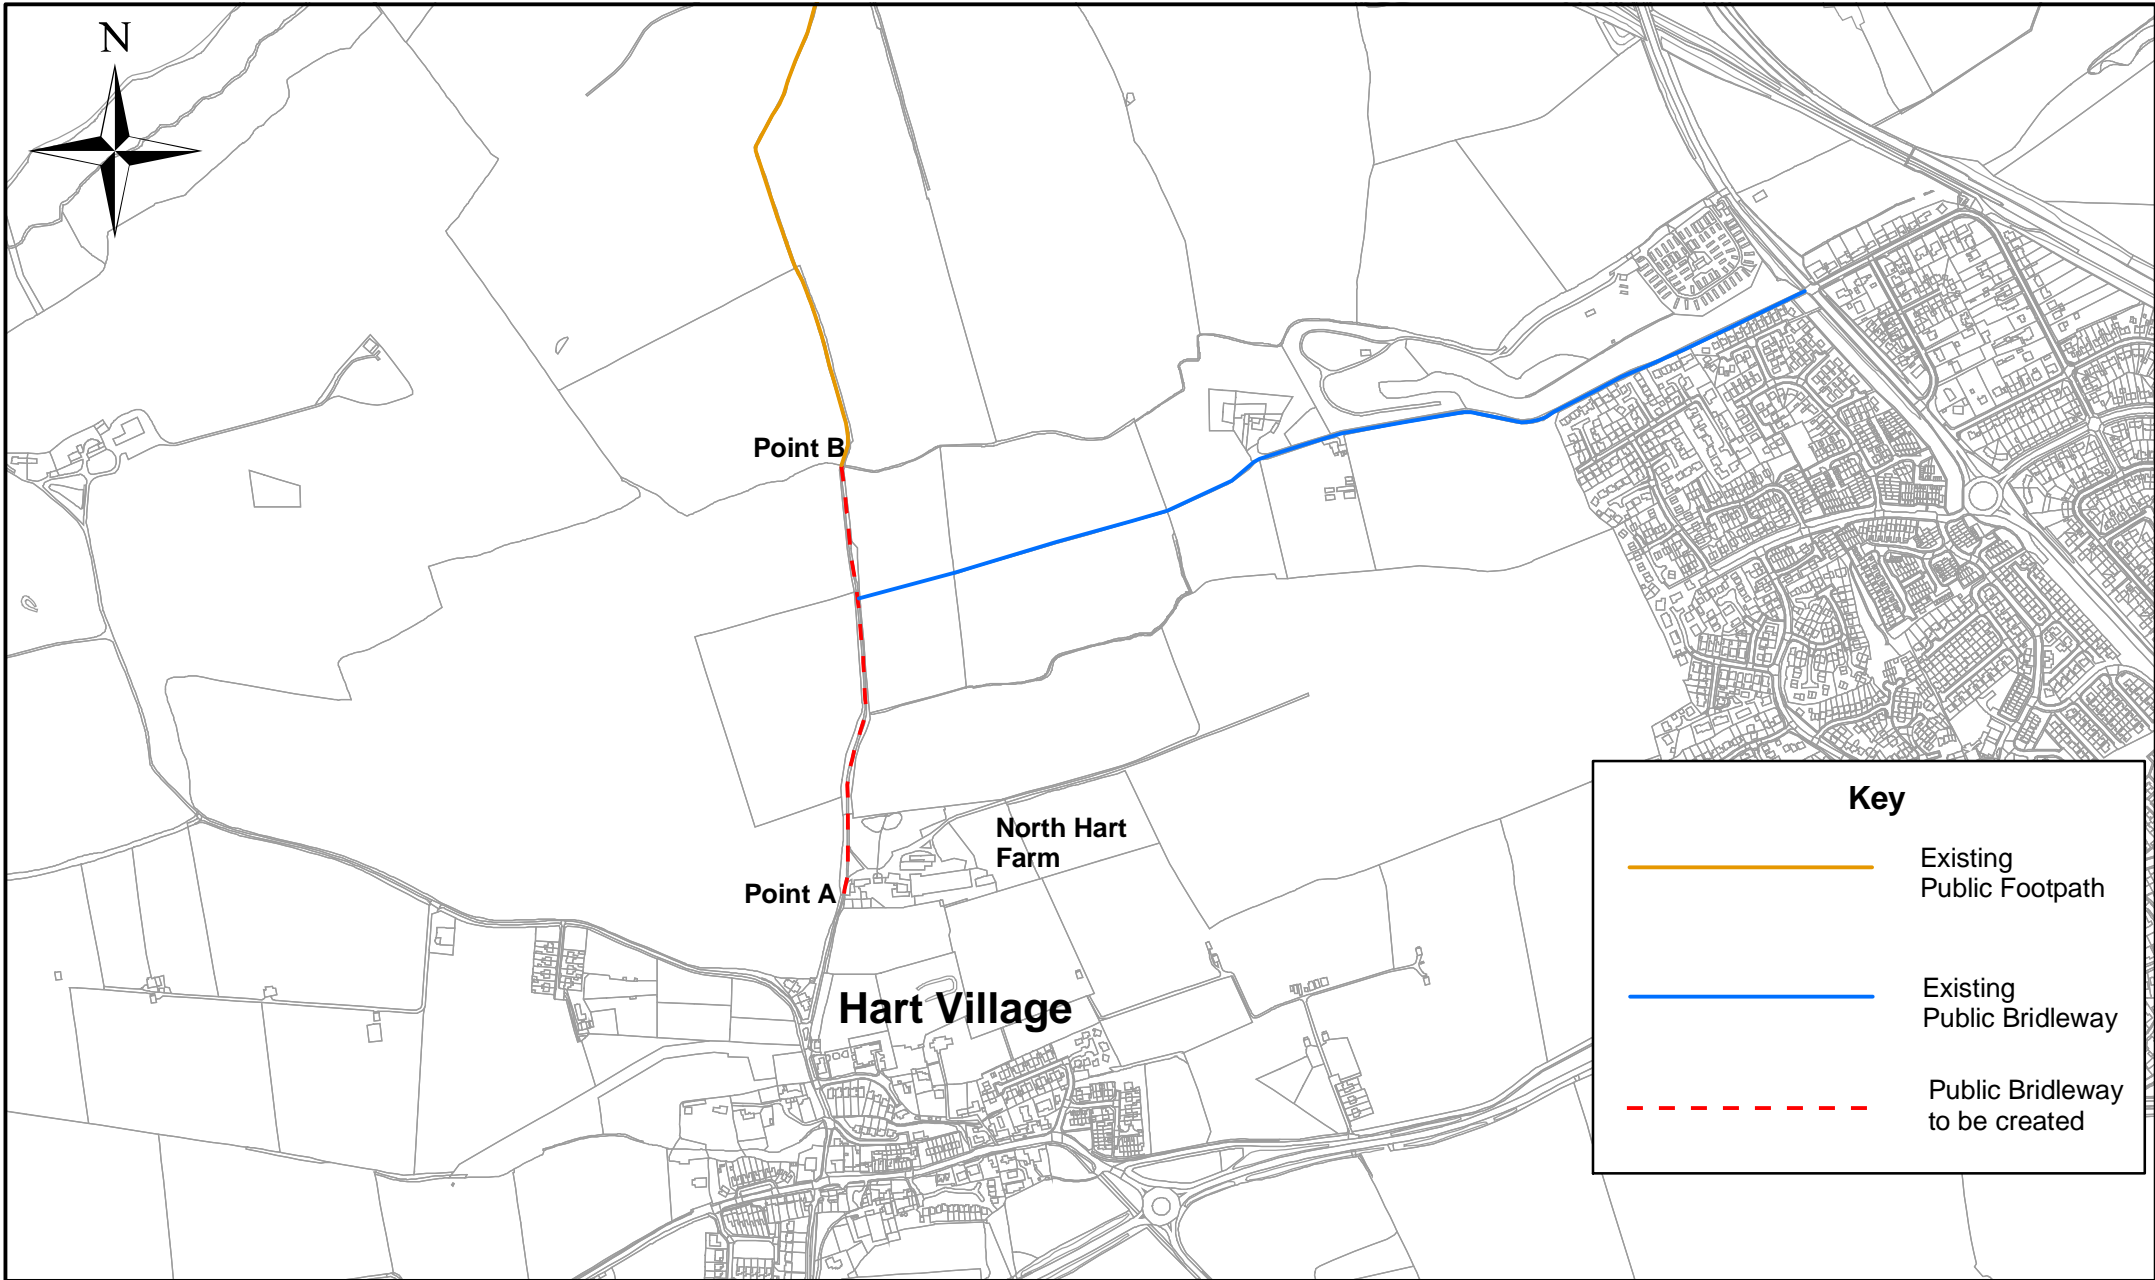 N
Point B
North Hart
Farm
Point A
Hart Village
Key
Existing
Public Footpath
Existing
Public Bridleway
Public Bridleway
to be created